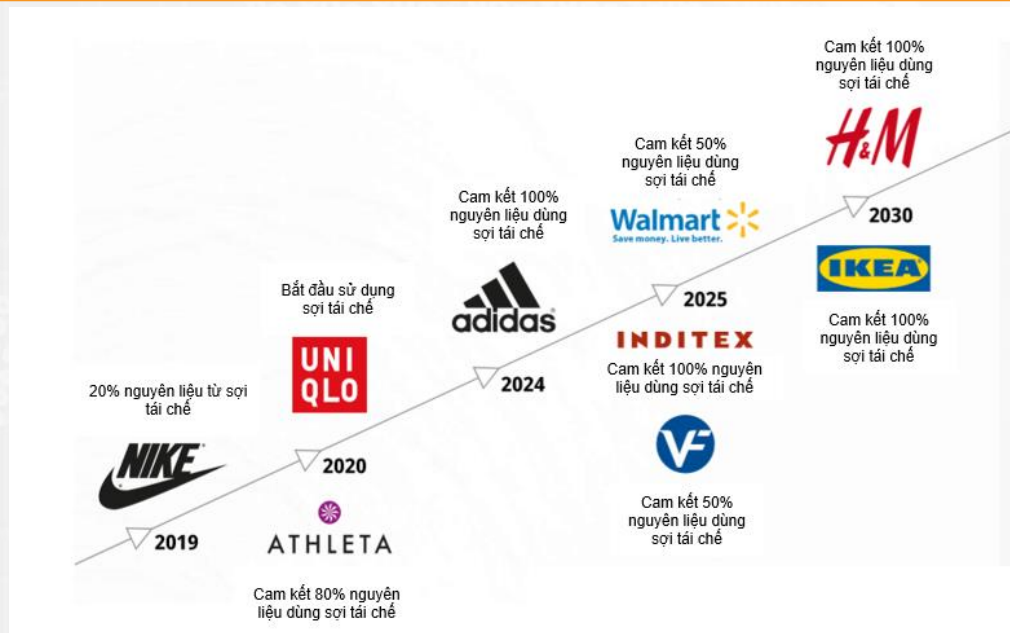 20% nguyên liệu từ sợi
tái chế
NIKE
2019
Bắt đầu sử dụng
sợi tái chế
UNI
QLO
2020
ATHLETA
Cam kết 80% nguyên
liệu dùng sợi tái chế
Cam kết 100%
nguyên liệu dùng
sợi tái chế
adidas
2024
Cam kết 50%
nguyên liệu dùng
sợi tái chế
Walmart
Save money. Live better.
2025
INDITEX
Cam kết 100% nguyên
liệu dùng sợi tái chế
VF
Cam kết 50%
nguyên liệu dùng
sợi tái chế
Cam kết 100%
nguyên liệu dùng
sợi tái chế
H&M
2030
IKEA
Cam kết 100%
nguyên liệu dùng
sợi tái chế